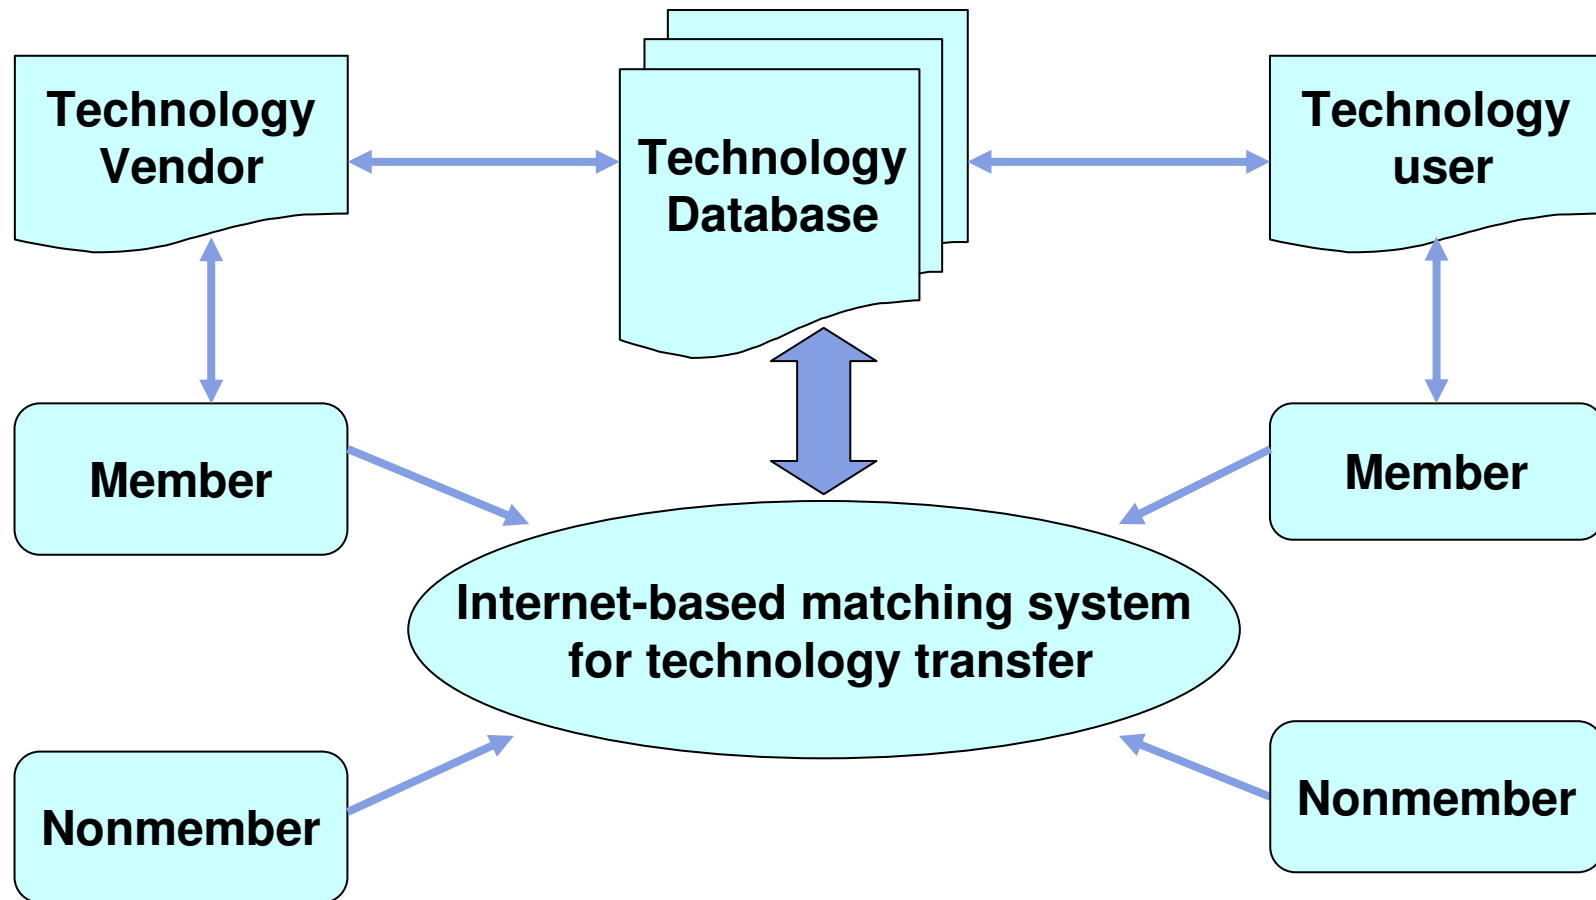 Technology
Vendor
Technology
Database
Technology
user
Member
Member
Internet-based matching system
for technology transfer
Nonmember
Nonmember